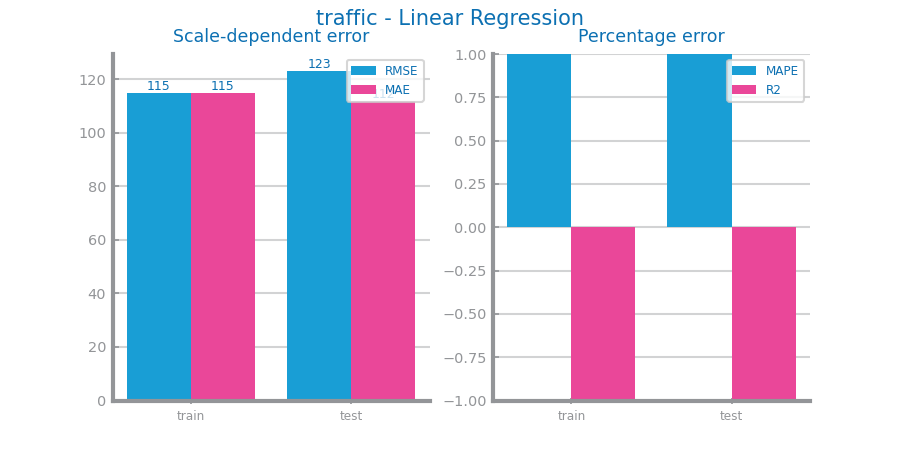 traffic - Linear Regression
Scale-dependent error
Percentage error
120
100
80
60
40
20
0
115
115
123
RMSE
MAE
train
test
1.00
0.75
0.50
0.25
0.00
−0.25
−0.50
−0.75
−1.00
MAPE
R2
train
test